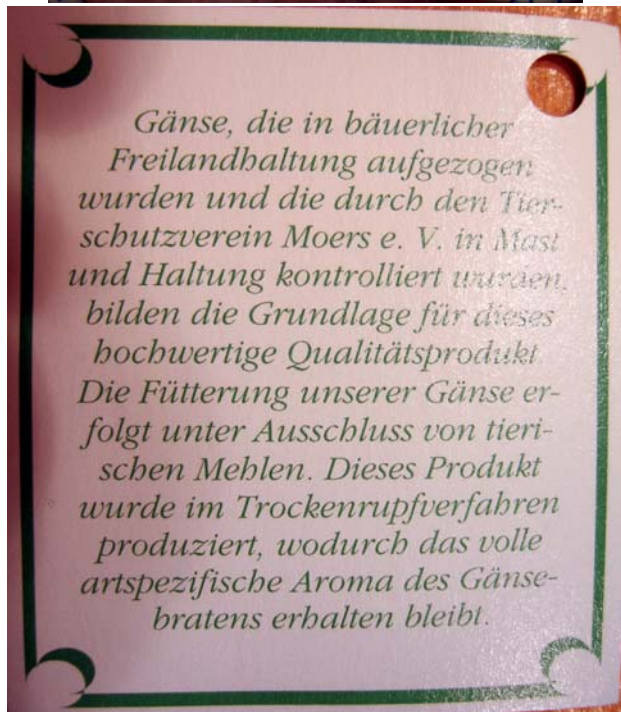 Gänse, die in bäuerlicher
Freilandhaltung aufgezogen
wurden und die durch den Tier-
schutzverein Moers e. V. in Mast
und Haltung kontrolliert wurden,
bilden die Grundlage für dieses
hochwertige Qualitätsprodukt
Die Fütterung unserer Gänse er-
folgt unter Ausschluss von tieri-
schen Mehlen. Dieses Produkt
wurde im Trockenrupfverfahren
produziert, wodurch das volle
artspezifische Aroma des Gänse-
bratens erhalten bleibt.